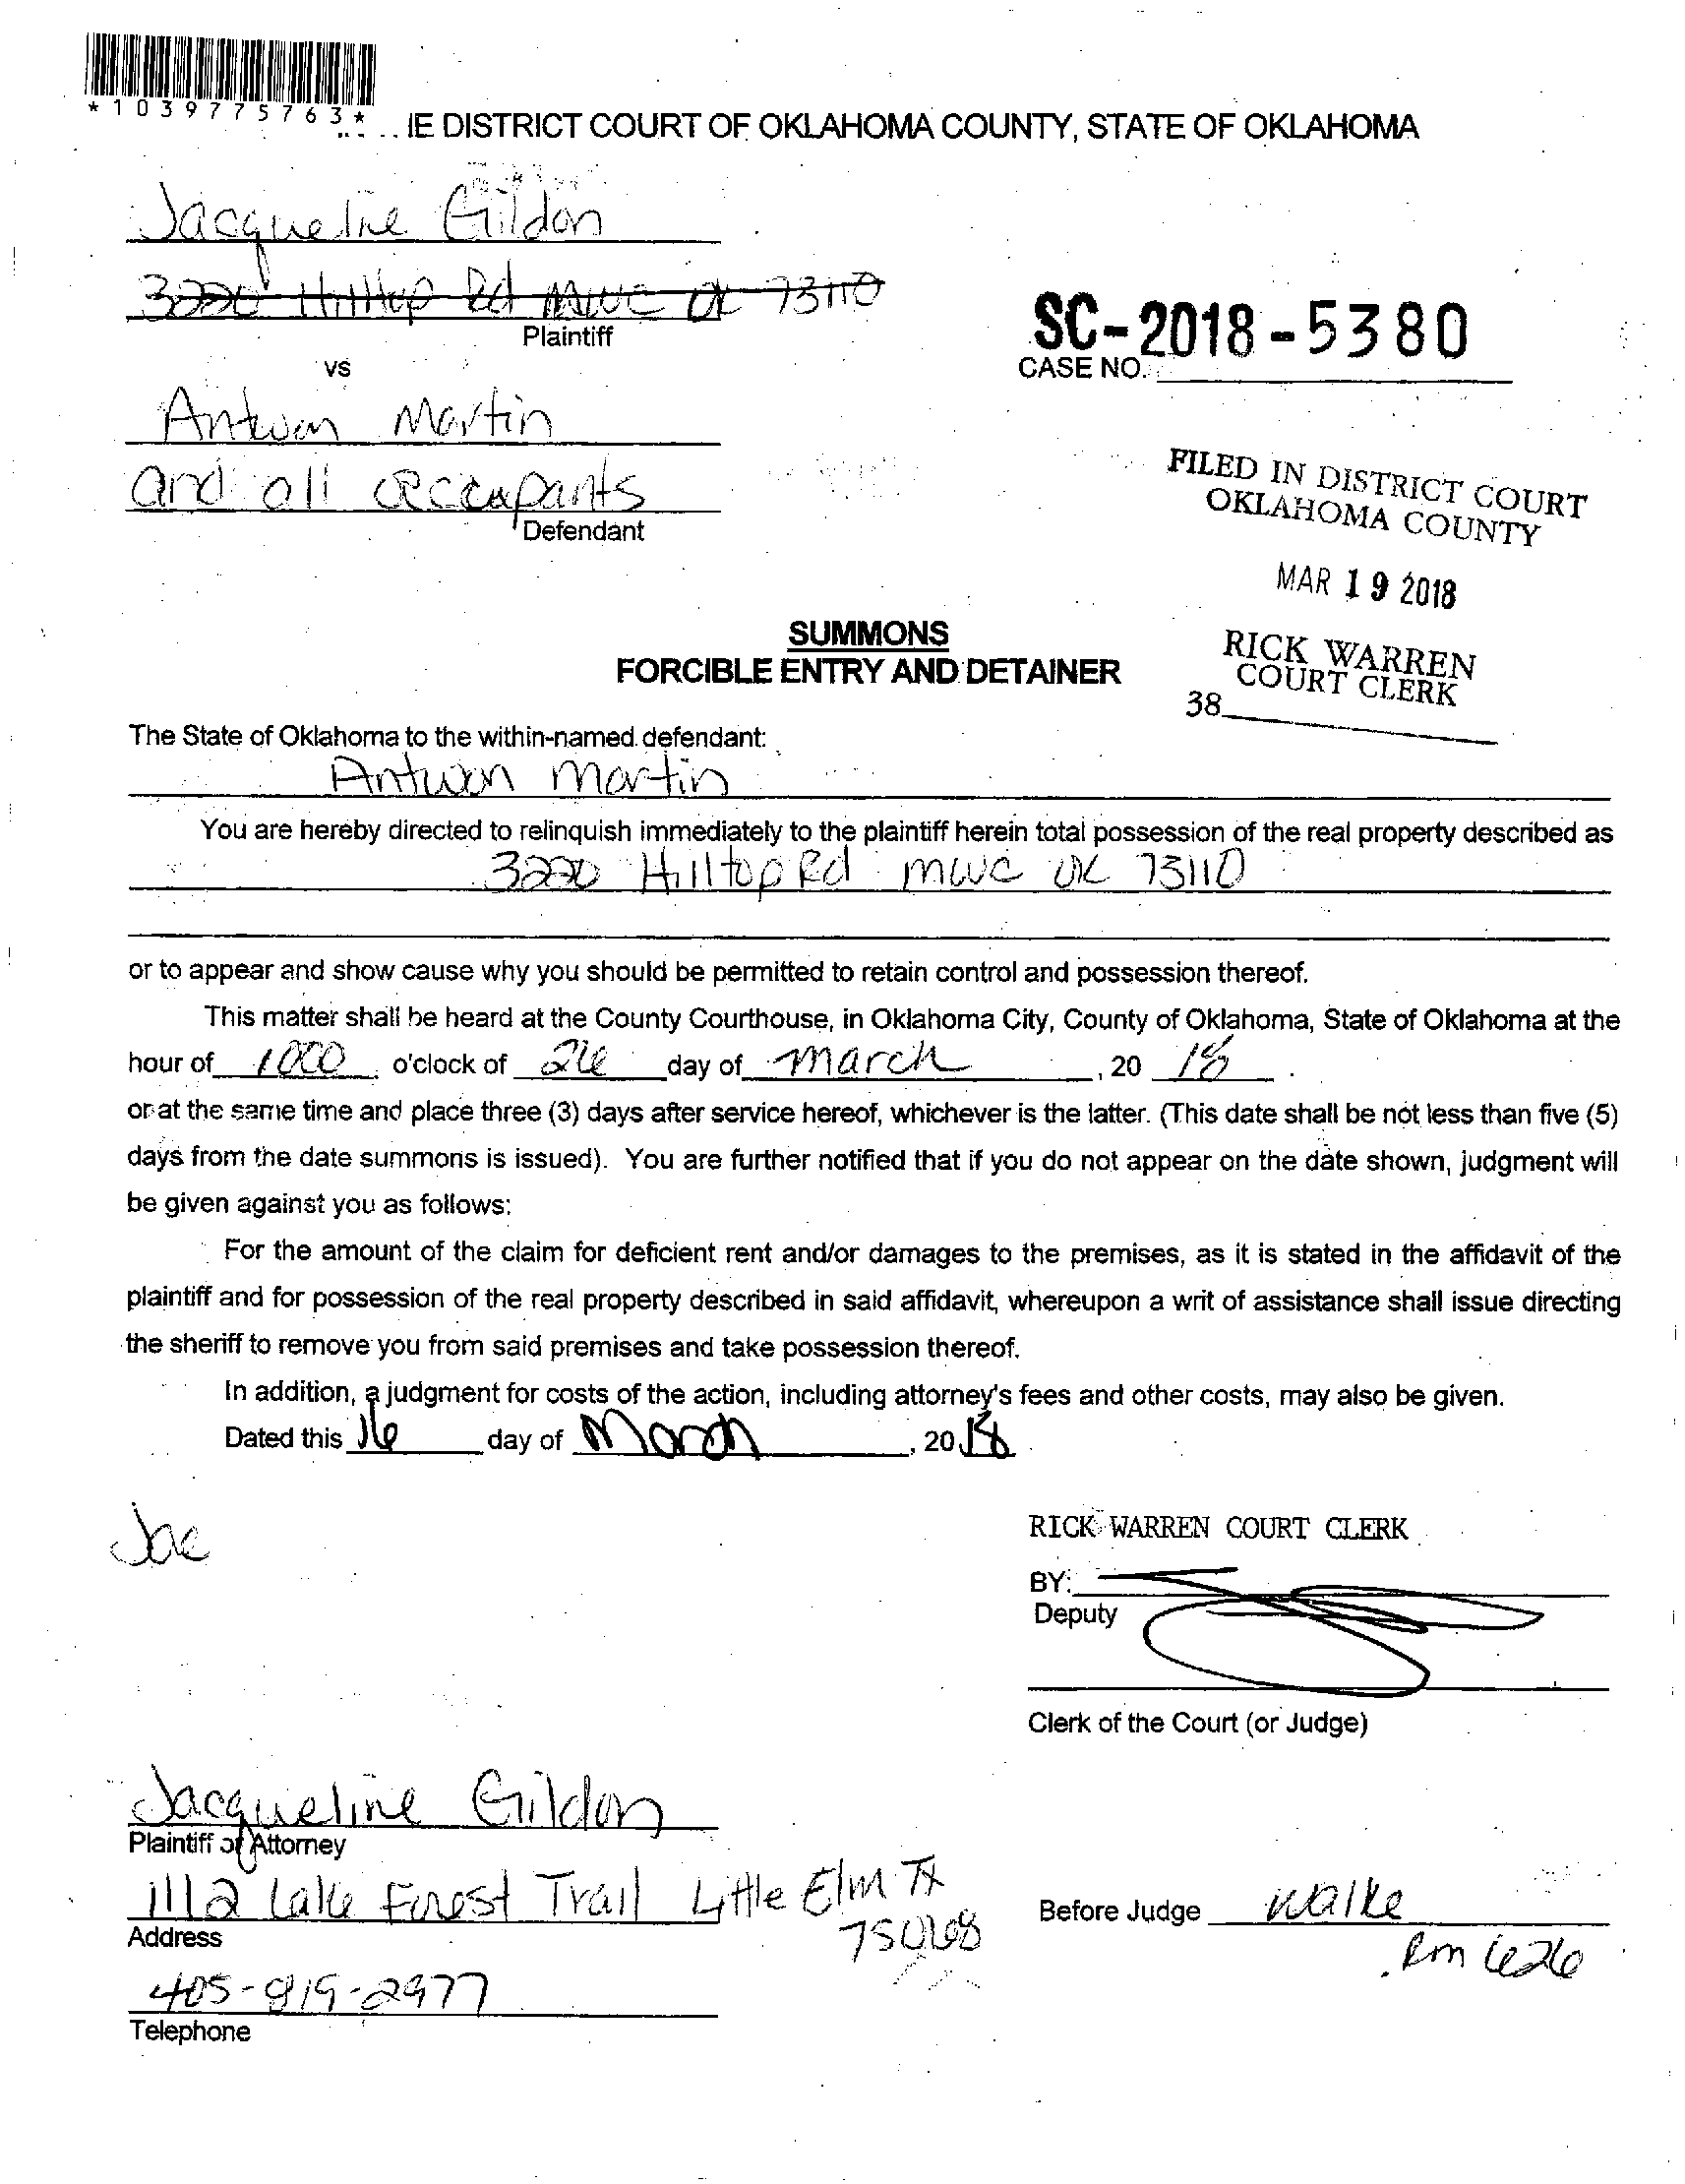 *1039775763*
IE DISTRICT COURT OF OKLAHOMA COUNTY, STATE OF OKLAHOMA
Jacqueline Gildon
3220 Hilltop Rd MWC OK 73110
Plaintiff
vs
SC-2018-5380
CASE NO.
Antwon Martin
and all occupants
Defendant
FILED IN DISTRICT COURT
OKLAHOMA COUNTY
MAR 19 2018
RICK WARREN
COURT CLERK
38
SUMMONS
FORCIBLE ENTRY AND DETAINER
The State of Oklahoma to the within-named defendant:
Antwon Martin
You are hereby directed to relinquish immediately to the plaintiff herein total possession of the real property described as
3220 Hilltop Rd MWC OK 73110
or to appear and show cause why you should be permitted to retain control and possession thereof.
This matter shall be heard at the County Courthouse, in Oklahoma City, County of Oklahoma, State of Oklahoma at the
hour of 1000 o'clock of 26 day of March, 20 18.
or at the same time and place three (3) days after service hereof, whichever is the latter. (This date shall be not less than five (5)
days from the date summons is issued). You are further notified that if you do not appear on the date shown, judgment will
be given against you as follows:
For the amount of the claim for deficient rent and/or damages to the premises, as it is stated in the affidavit of the
plaintiff and for possession of the real property described in said affidavit, whereupon a writ of assistance shall issue directing
the sheriff to remove you from said premises and take possession thereof.
In addition, a judgment for costs of the action, including attorney's fees and other costs, may also be given.
Dated this 16 day of March, 2018.
RICK WARREN COURT CLERK
BY:
Deputy
Clerk of the Court (or Judge)
Jacqueline Gildon
Plaintiff or Attorney
1112 Lake Forest Trail Little Elm TX
75068
Address
405-819-2977
Telephone
Before Judge Walke
Rm 626